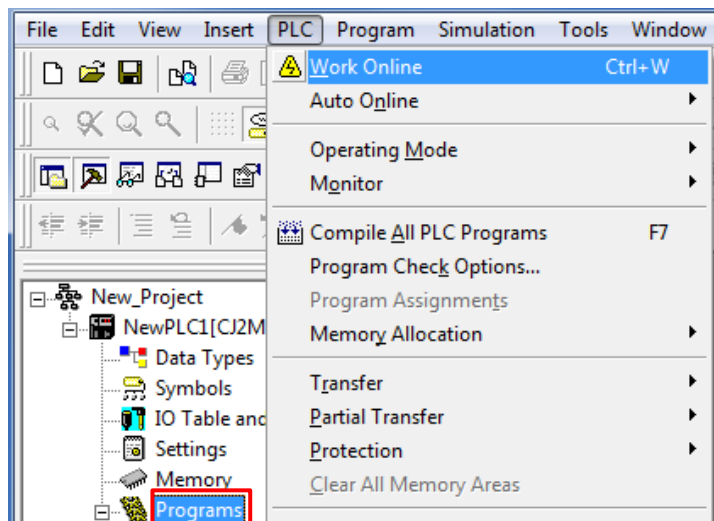 File Edit View Insert PLC Program Simulation Tools Window
Work Online Ctrl+W
Auto Online
Operating Mode
Monitor
Compile All PLC Programs F7
Program Check Options...
Program Assignments
Memory Allocation
Transfer
Partial Transfer
Protection
Clear All Memory Areas
New_Project
NewPLC1[CJ2M
Data Types
Symbols
IO Table and
Settings
Memory
Programs